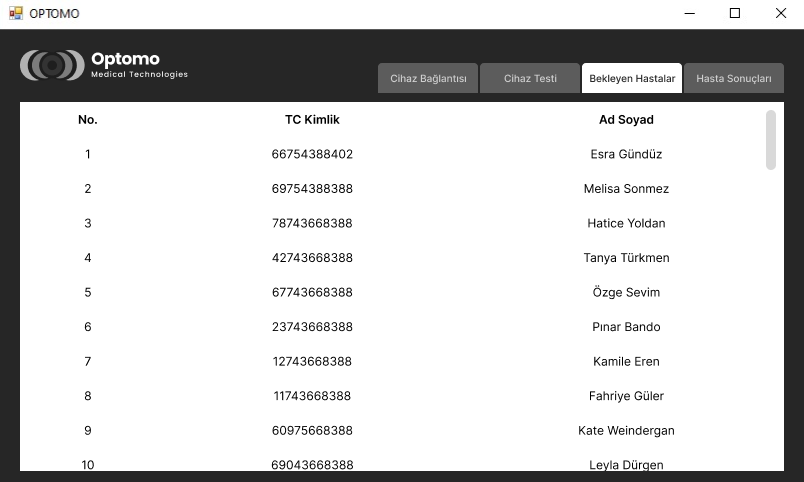 OPTOMO
Optomo
Medical Technologies
Cihaz Bağlantısı Cihaz Testi Bekleyen Hastalar Hasta Sonuçları
No. TC Kimlik Ad Soyad
1 66754388402 Esra Gündüz
2 69754388388 Melisa Sonmez
3 78743668388 Hatice Yoldan
4 42743668388 Tanya Türkmen
5 67743668388 Özge Sevim
6 23743668388 Pınar Bando
7 12743668388 Kamile Eren
8 11743668388 Fahriye Güler
9 60975668388 Kate Weindergan
10 69043668388 Leyla Dürgen